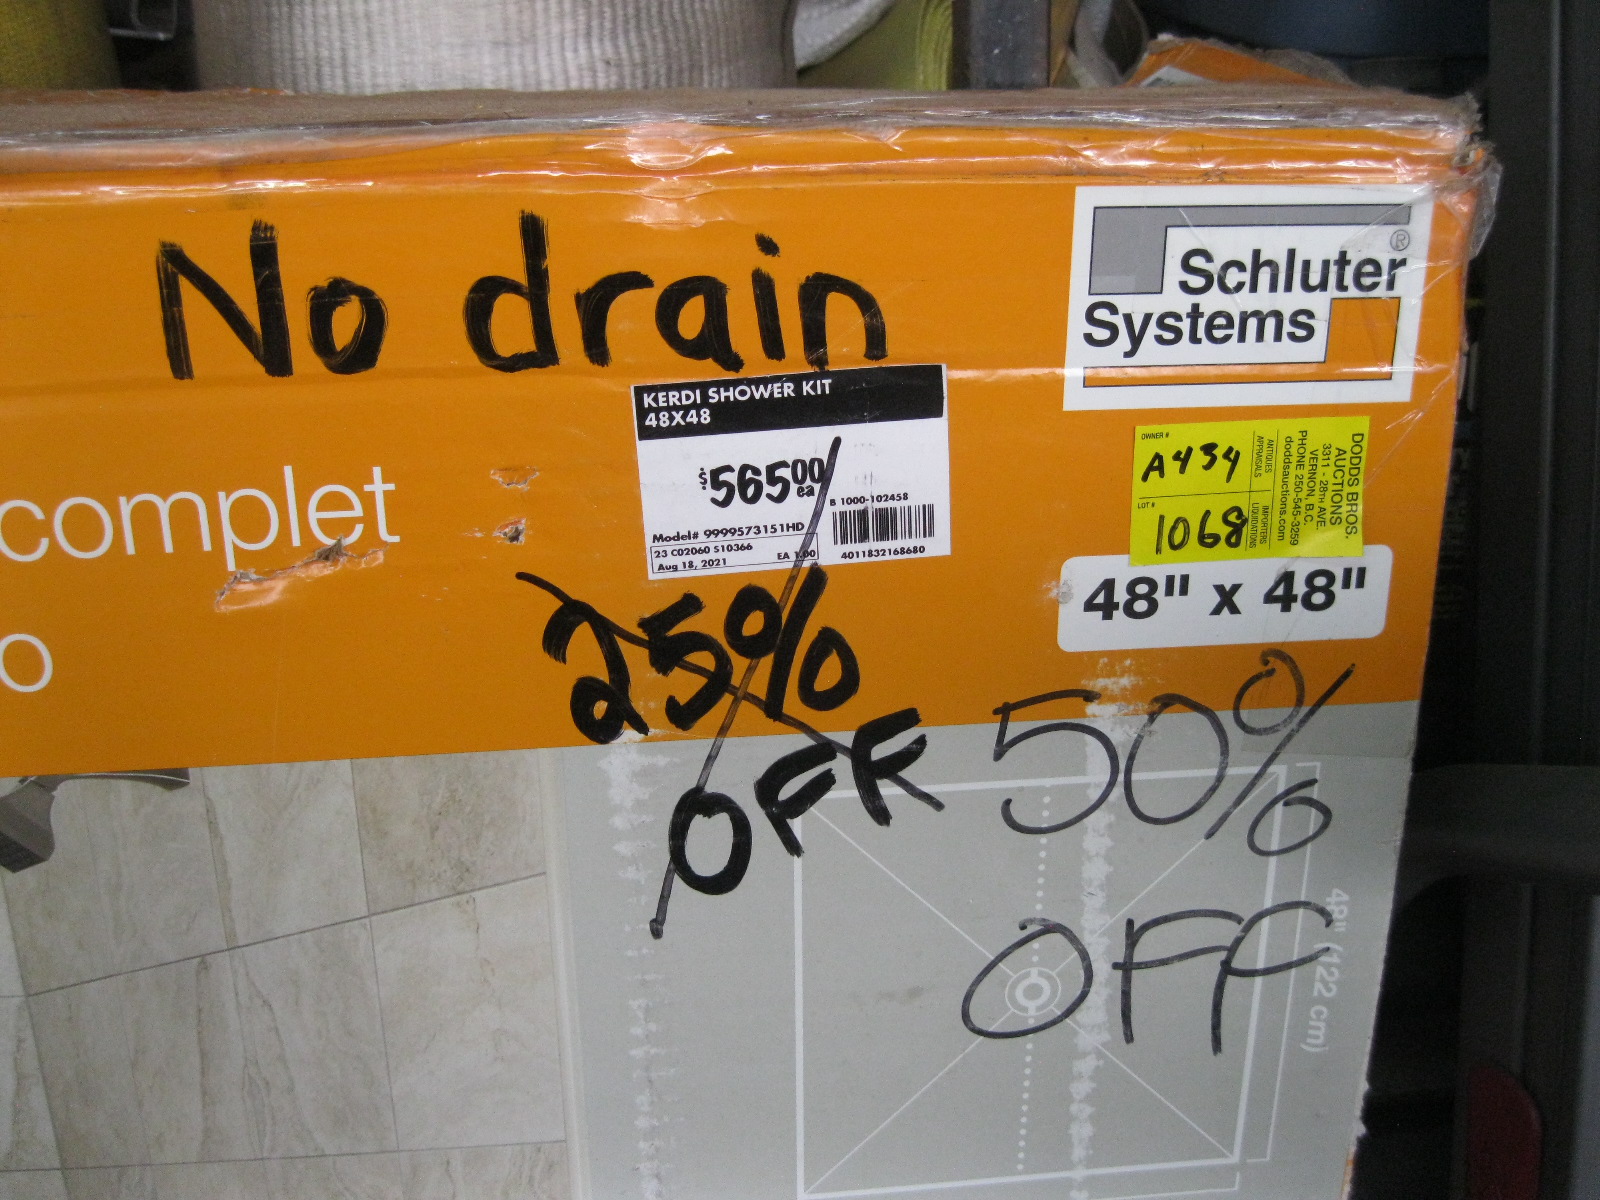 No drain
Schluter®
Systems
KERDI SHOWER KIT
48X48
$565.00
ea
B 1000-102458
Model# 9999573151HD
23 C02060 S10366
EA 1.00
Aug 18, 2021
4011832168680
OWNER #
A434
LOT #
1068
ANTIQUES
APPRAISALS
IMPORTERS
LIQUIDATIONS
DODDS BROS.
AUCTIONS
3311 - 28TH AVE.
VERNON, B.C.
PHONE 250-545-3259
doddsauctions.com
complet
o
48" x 48"
25%
OFF
50%
OFF
48" (122 cm)